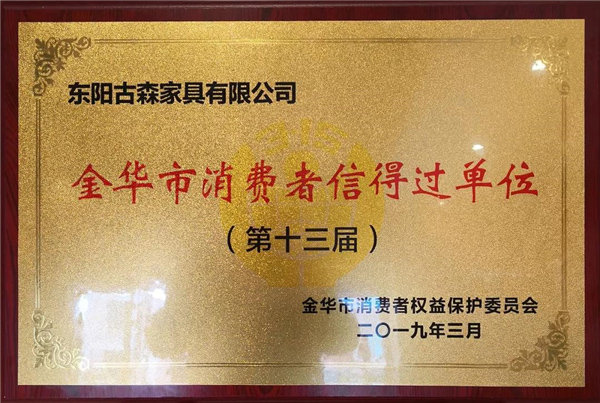 东阳古森家具有限公司
金华市消费者信得过单位
（第十三届）
金华市消费者权益保护委员会
二〇一九年三月